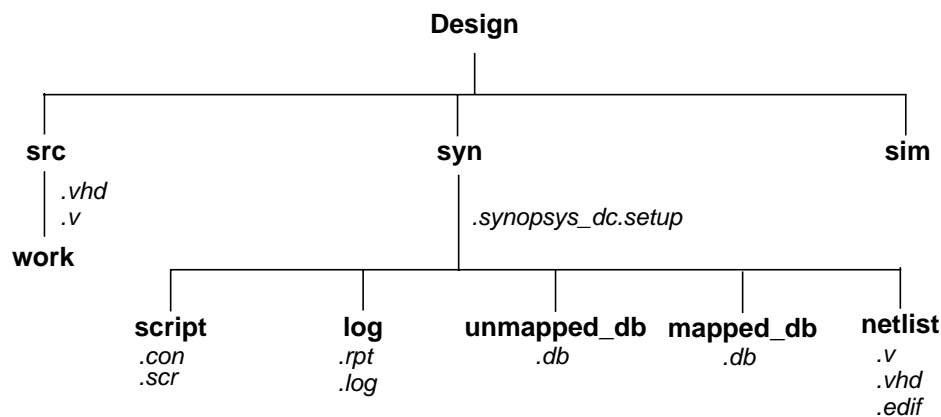 Design
src
syn
sim
.vhd
.v
.synopsys_dc.setup
work
script
log
unmapped_db
mapped_db
netlist
.con
.scr
.rpt
.log
.db
.db
.v
.vhd
.edif